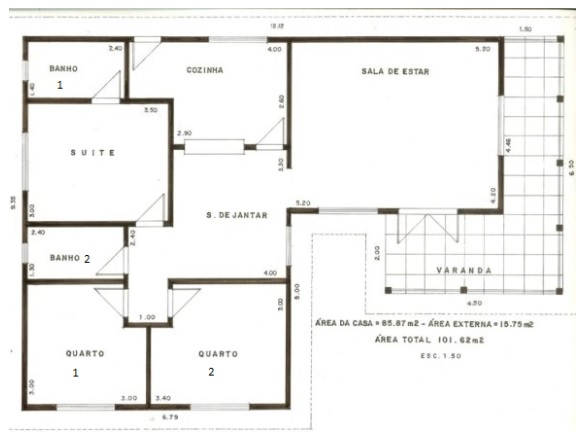 12.12
1.50
2.40
4.00
5.20
BANHO
1
COZINHA
SALA DE ESTAR
1.40
3.50
2.60
2.90
4.46
SUITE
3.50
6.50
9.35
3.00
4.20
5.20
S. DE JANTAR
2.40
2.40
BANHO 2
1.30
2.00
VARANDA
4.00
1.00
3.00
5.00
4.50
ÁREA DA CASA = 85.87 m2 - ÁREA EXTERNA = 15.75 m2
ÁREA TOTAL 101.62 m2
ESC. 1.50
QUARTO
1
QUARTO
2
3.00
3.00
3.40
6.79